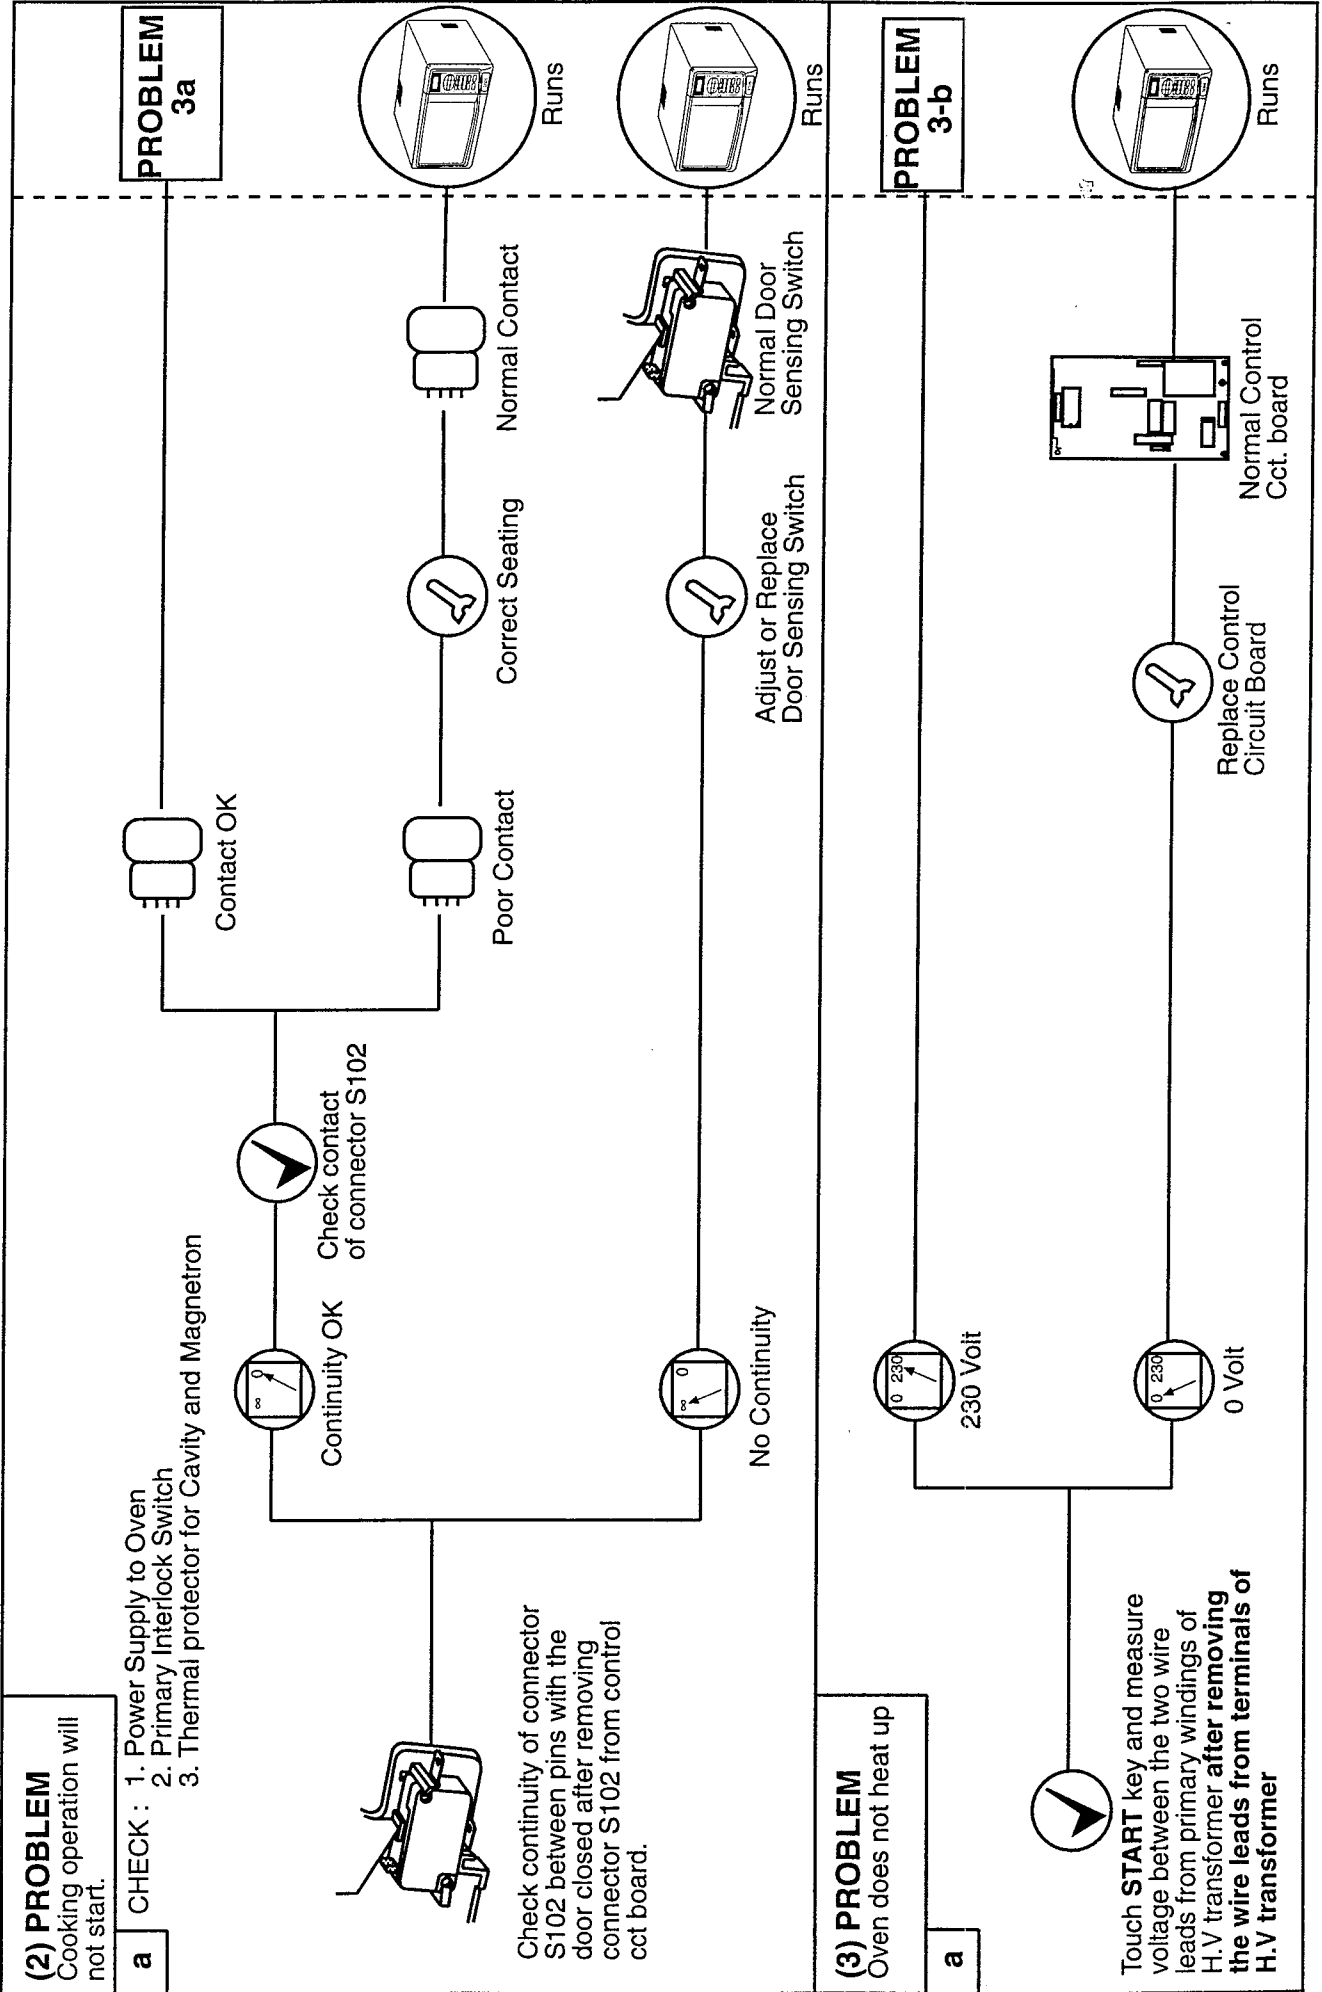 (2) PROBLEM
Cooking operation will
not start.
a
CHECK : 1. Power Supply to Oven
2. Primary Interlock Switch
3. Thermal protector for Cavity and Magnetron
Check continuity of connector
S102 between pins with the
door closed after removing
connector S102 from control
cct board.
∞ 0
Continuity OK
Check contact
of connector S102
Contact OK
PROBLEM
3a
Poor Contact
Correct Seating
Normal Contact
Runs
∞ 0
No Continuity
Adjust or Replace
Door Sensing Switch
Normal Door
Sensing Switch
Runs
(3) PROBLEM
Oven does not heat up
a
Touch START key and measure
voltage between the two wire
leads from primary windings of
H.V transformer after removing
the wire leads from terminals of
H.V transformer
0 230
230 Volt
PROBLEM
3-b
0 230
0 Volt
Replace Control
Circuit Board
Normal Control
Cct. board
Runs